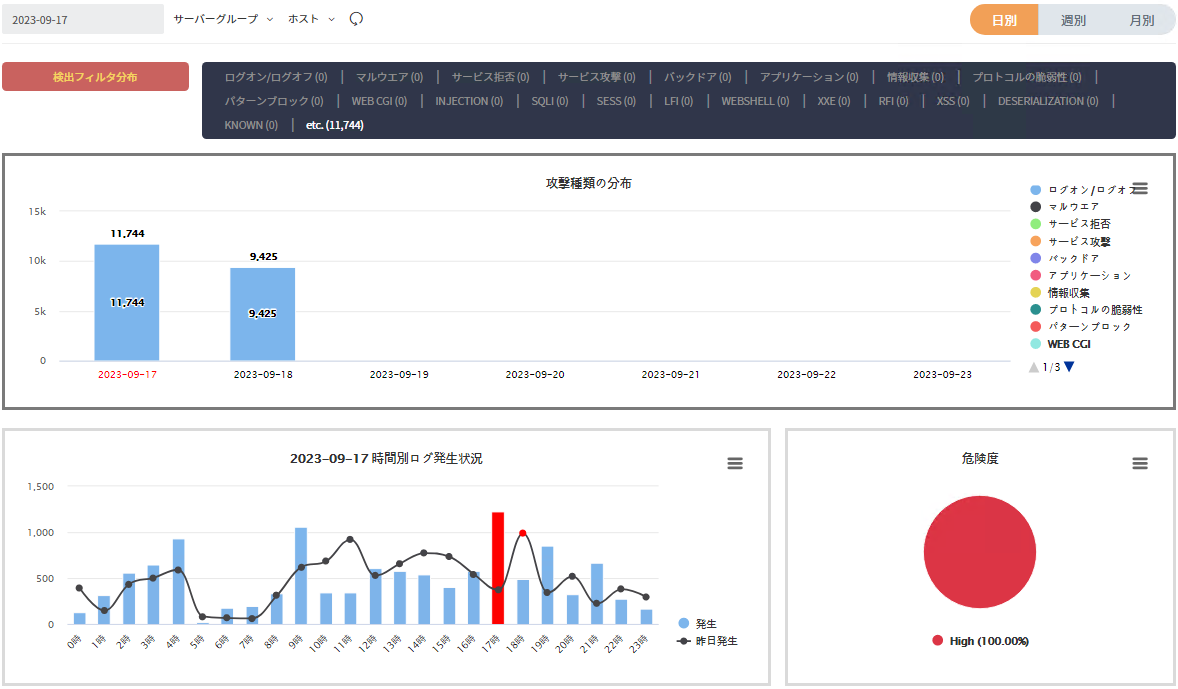 2023-09-17 サーバーグループ ホスト 日別 週別 月別
検出フィルタ分布
ログオン/ログオフ (0) | マルウエア (0) | サービス拒否 (0) | サービス攻撃 (0) | バックドア (0) | アプリケーション (0) | 情報収集 (0) | プロトコルの脆弱性 (0) |
パターンブロック (0) | WEB CGI (0) | INJECTION (0) | SQLI (0) | SESS (0) | LFI (0) | WEBSHELL (0) | XXE (0) | RFI (0) | XSS (0) | DESERIALIZATION (0) |
KNOWN (0) | etc. (11,744)
攻撃種類の分布
15k
10k
5k
0
11,744
11,744
9,425
9,425
2023-09-17 2023-09-18 2023-09-19 2023-09-20 2023-09-21 2023-09-22 2023-09-23
ログオン/ログオフ
マルウエア
サービス拒否
サービス攻撃
バックドア
アプリケーション
情報収集
プロトコルの脆弱性
パターンブロック
WEB CGI
1/3
2023-09-17 時間別ログ発生状況
1,500
1,000
500
0
0時 1時 2時 3時 4時 5時 6時 7時 8時 9時 10時 11時 12時 13時 14時 15時 16時 17時 18時 19時 20時 21時 22時 23時
発生
昨日発生
危険度
High (100.00%)